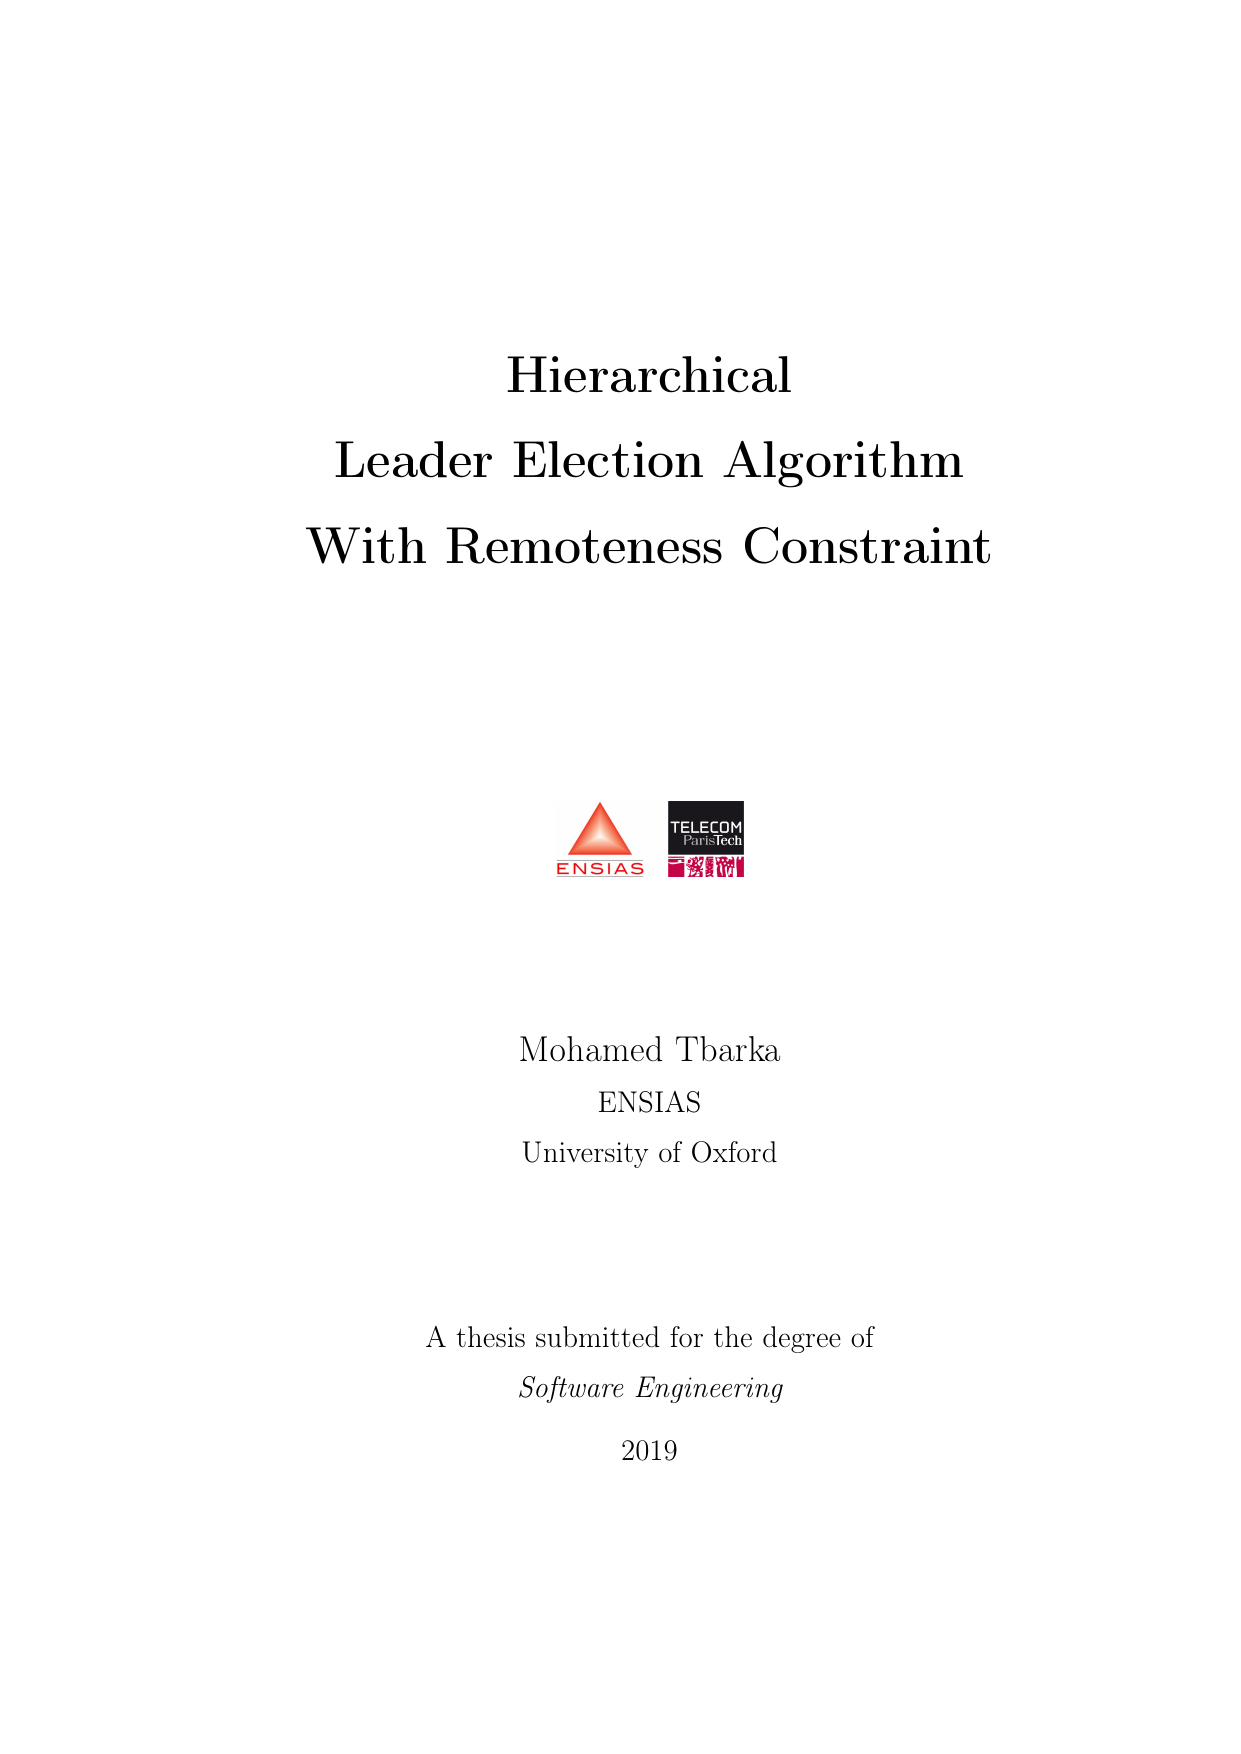 Hierarchical
Leader Election Algorithm
With Remoteness Constraint
ENSIAS
TELECOM
ParisTech
Mohamed Tbarka
ENSIAS
University of Oxford
A thesis submitted for the degree of
Software Engineering
2019